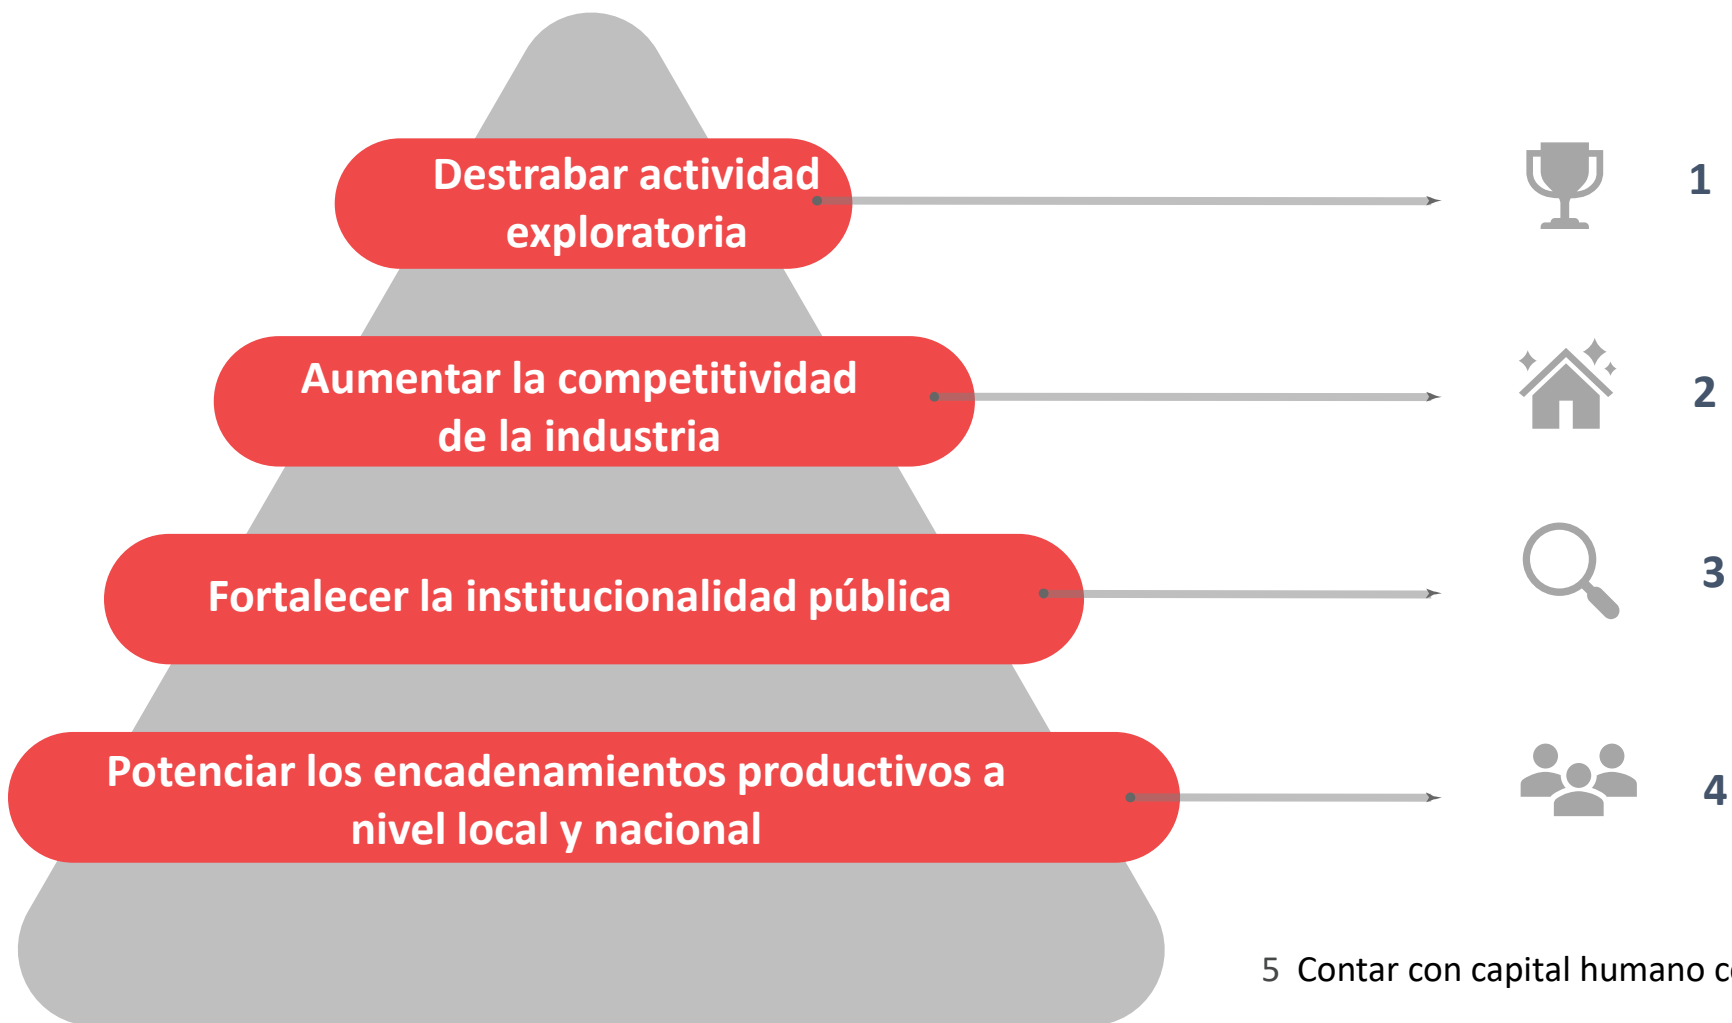 Destrabar actividad
exploratoria
1
Aumentar la competitividad
de la industria
2
Fortalecer la institucionalidad pública
3
Potenciar los encadenamientos productivos a
nivel local y nacional
4
5 Contar con capital humano